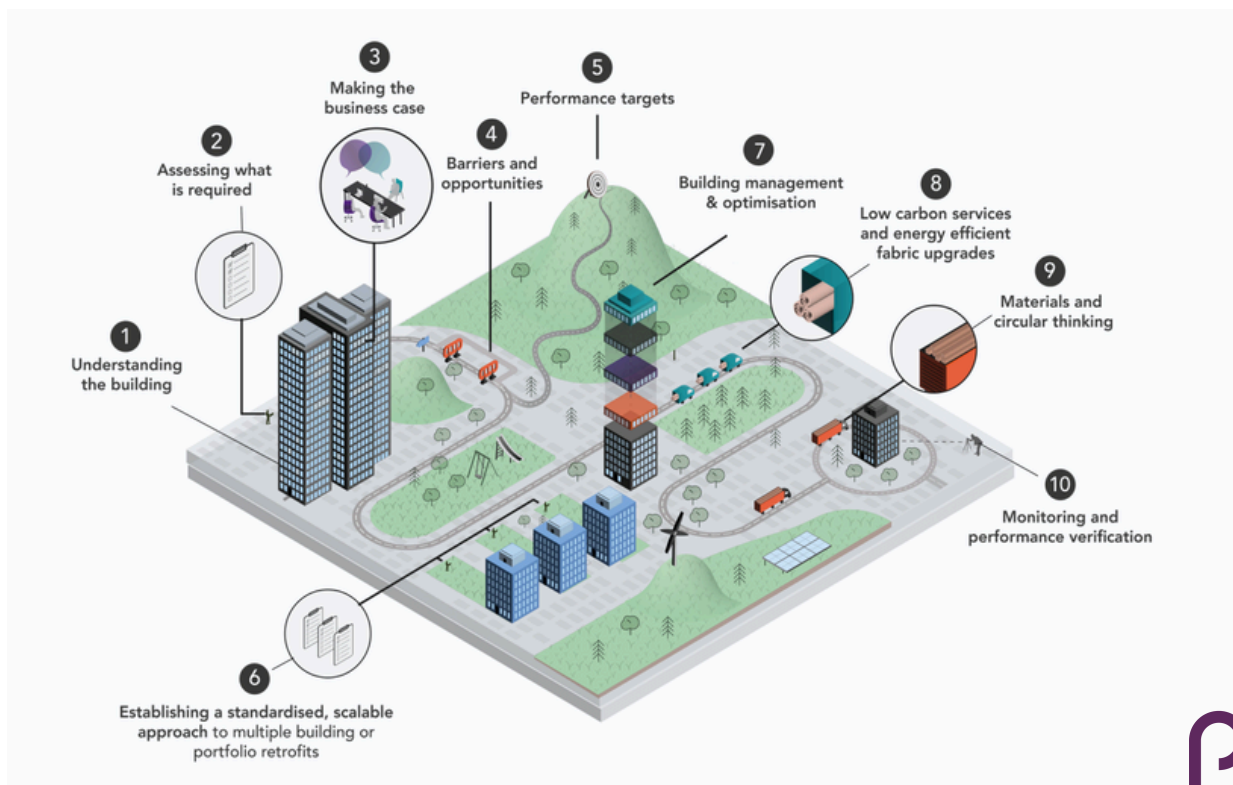 1
Understanding
the building
2
Assessing what
is required
3
Making the
business case
4
Barriers and
opportunities
5
Performance targets
6
Establishing a standardised, scalable
approach to multiple building or
portfolio retrofits
7
Building management
& optimisation
8
Low carbon services
and energy efficient
fabric upgrades
9
Materials and
circular thinking
10
Monitoring and
performance verification